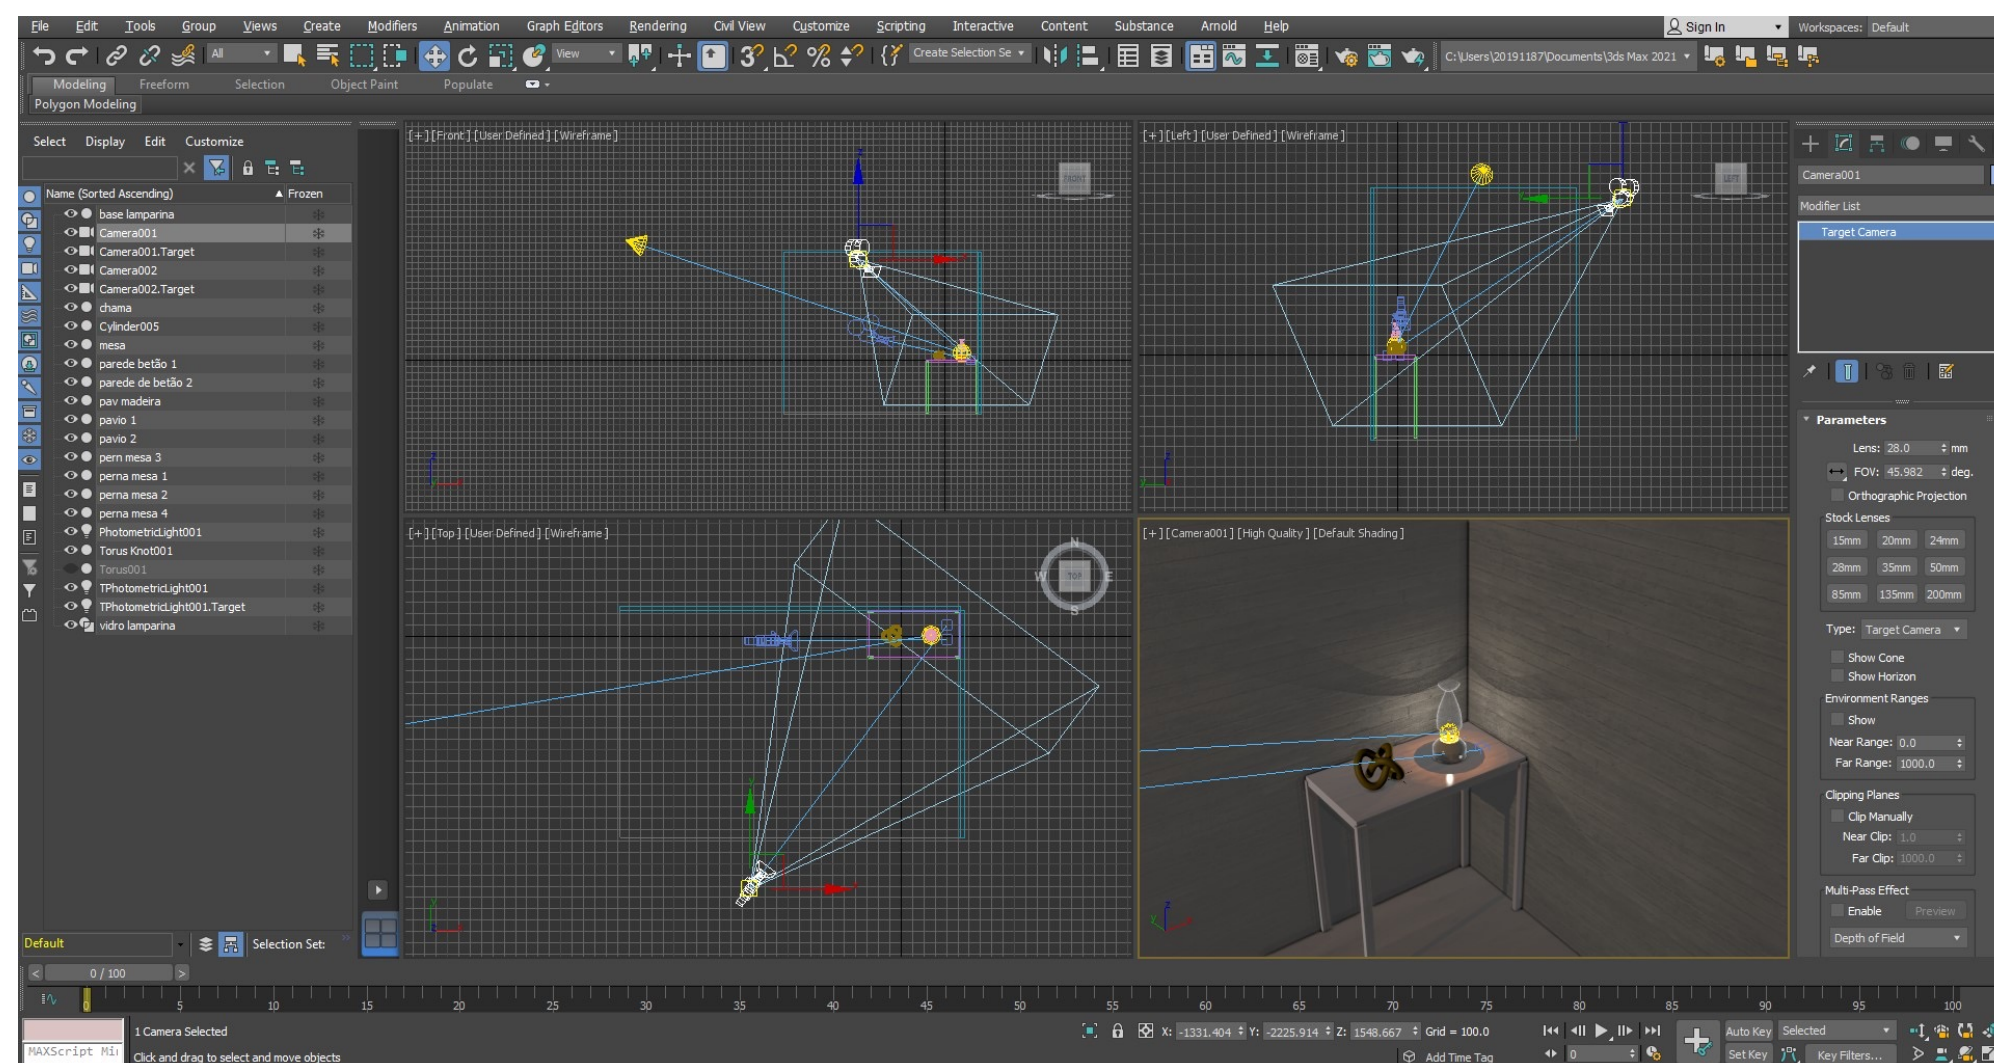 File Edit Tools Group Views Create Modifiers Animation Graph Editors Rendering Civil View Customize Scripting Interactive Content Substance Arnold Help Sign In Workspaces: Default
All View Create Selection Se C:\Users\20191187\Documents\3ds Max 2021
Modeling Freeform Selection Object Paint Populate
Polygon Modeling
Select Display Edit Customize
Name (Sorted Ascending) Frozen
base lamparina
Camera001
Camera001.Target
Camera002
Camera002.Target
chama
Cylinder005
mesa
parede betão 1
parede de betão 2
pav madeira
pavio 1
pavio 2
pern mesa 3
perna mesa 1
perna mesa 2
perna mesa 4
PhotometricLight001
Torus Knot001
Torus001
TPhotometricLight001
TPhotometricLight001.Target
vidro lamparina
Default Selection Set:
[+] [Front] [User Defined] [Wireframe]
FRONT
z
[+] [Left] [User Defined] [Wireframe]
LEFT
[+] [Top] [User Defined] [Wireframe]
N
W TOP E
S
[+] [Camera001] [High Quality] [Default Shading]
Camera001
Modifier List
Target Camera
Parameters
Lens: 28.0 mm
FOV: 45.982 deg.
Orthographic Projection
Stock Lenses
15mm 20mm 24mm
28mm 35mm 50mm
85mm 135mm 200mm
Type: Target Camera
Show Cone
Show Horizon
Environment Ranges
Show
Near Range: 0.0
Far Range: 1000.0
Clipping Planes
Clip Manually
Near Clip: 1.0
Far Clip: 1000.0
Multi-Pass Effect
Enable Preview
Depth of Field
< 0 / 100 >
0 5 10 15 20 25 30 35 40 45 50 55 60 65 70 75 80 85 90 95 100
1 Camera Selected X: -1331.404 Y: -2225.914 Z: 1548.667 Grid = 100.0 Auto Key Selected
MAXScript Mi Click and drag to select and move objects Add Time Tag 0 Set Key Key Filters...